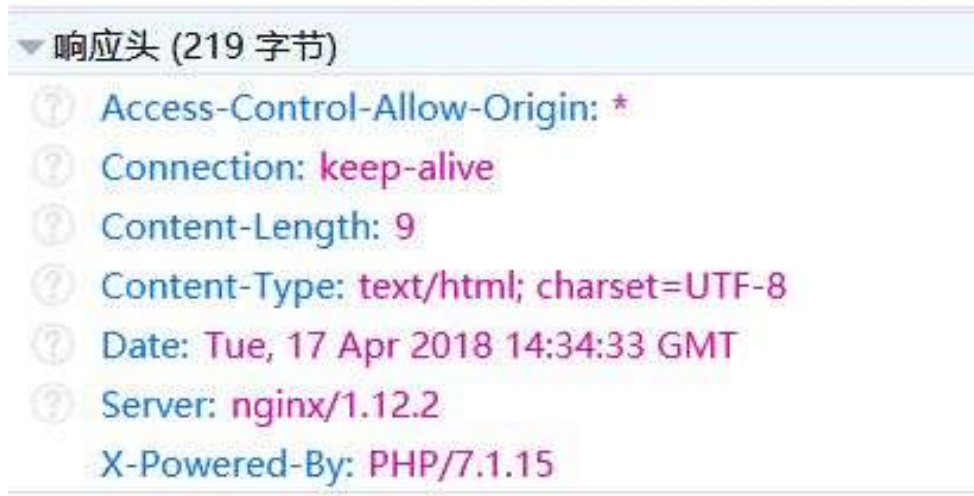 响应头 (219 字节)
Access-Control-Allow-Origin: *
Connection: keep-alive
Content-Length: 9
Content-Type: text/html; charset=UTF-8
Date: Tue, 17 Apr 2018 14:34:33 GMT
Server: nginx/1.12.2
X-Powered-By: PHP/7.1.15